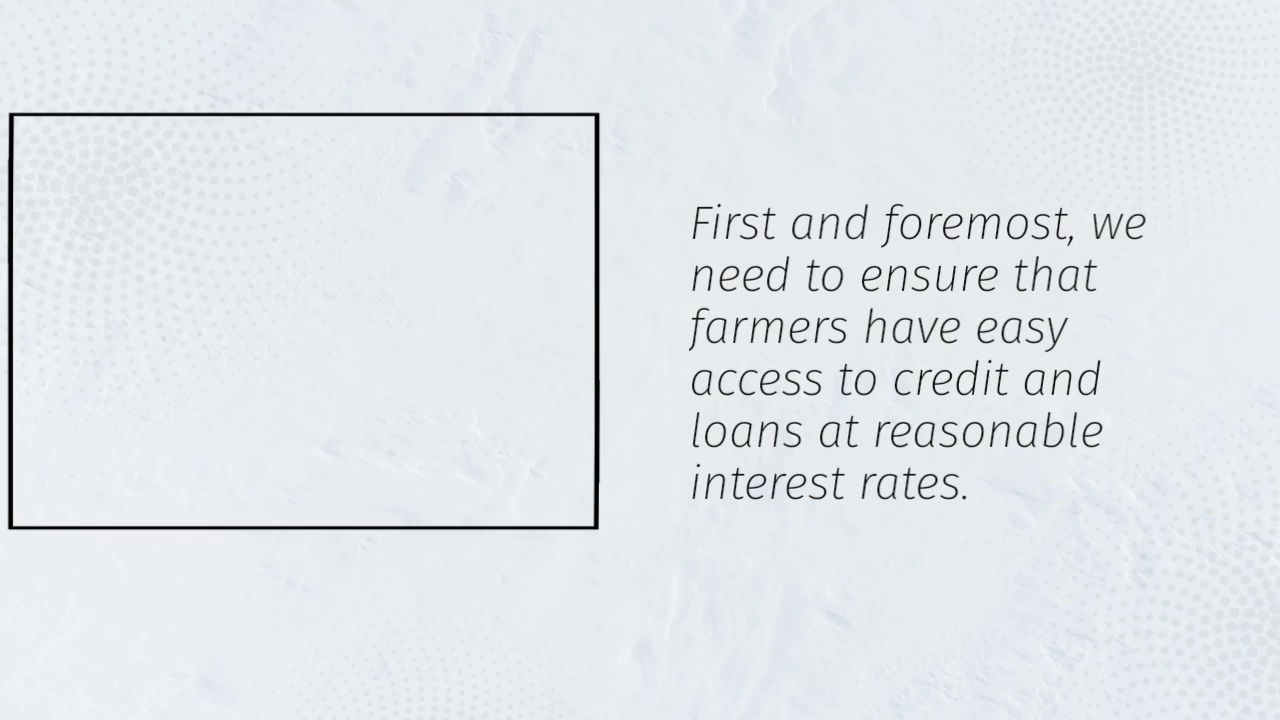 First and foremost, we
need to ensure that
farmers have easy
access to credit and
loans at reasonable
interest rates.